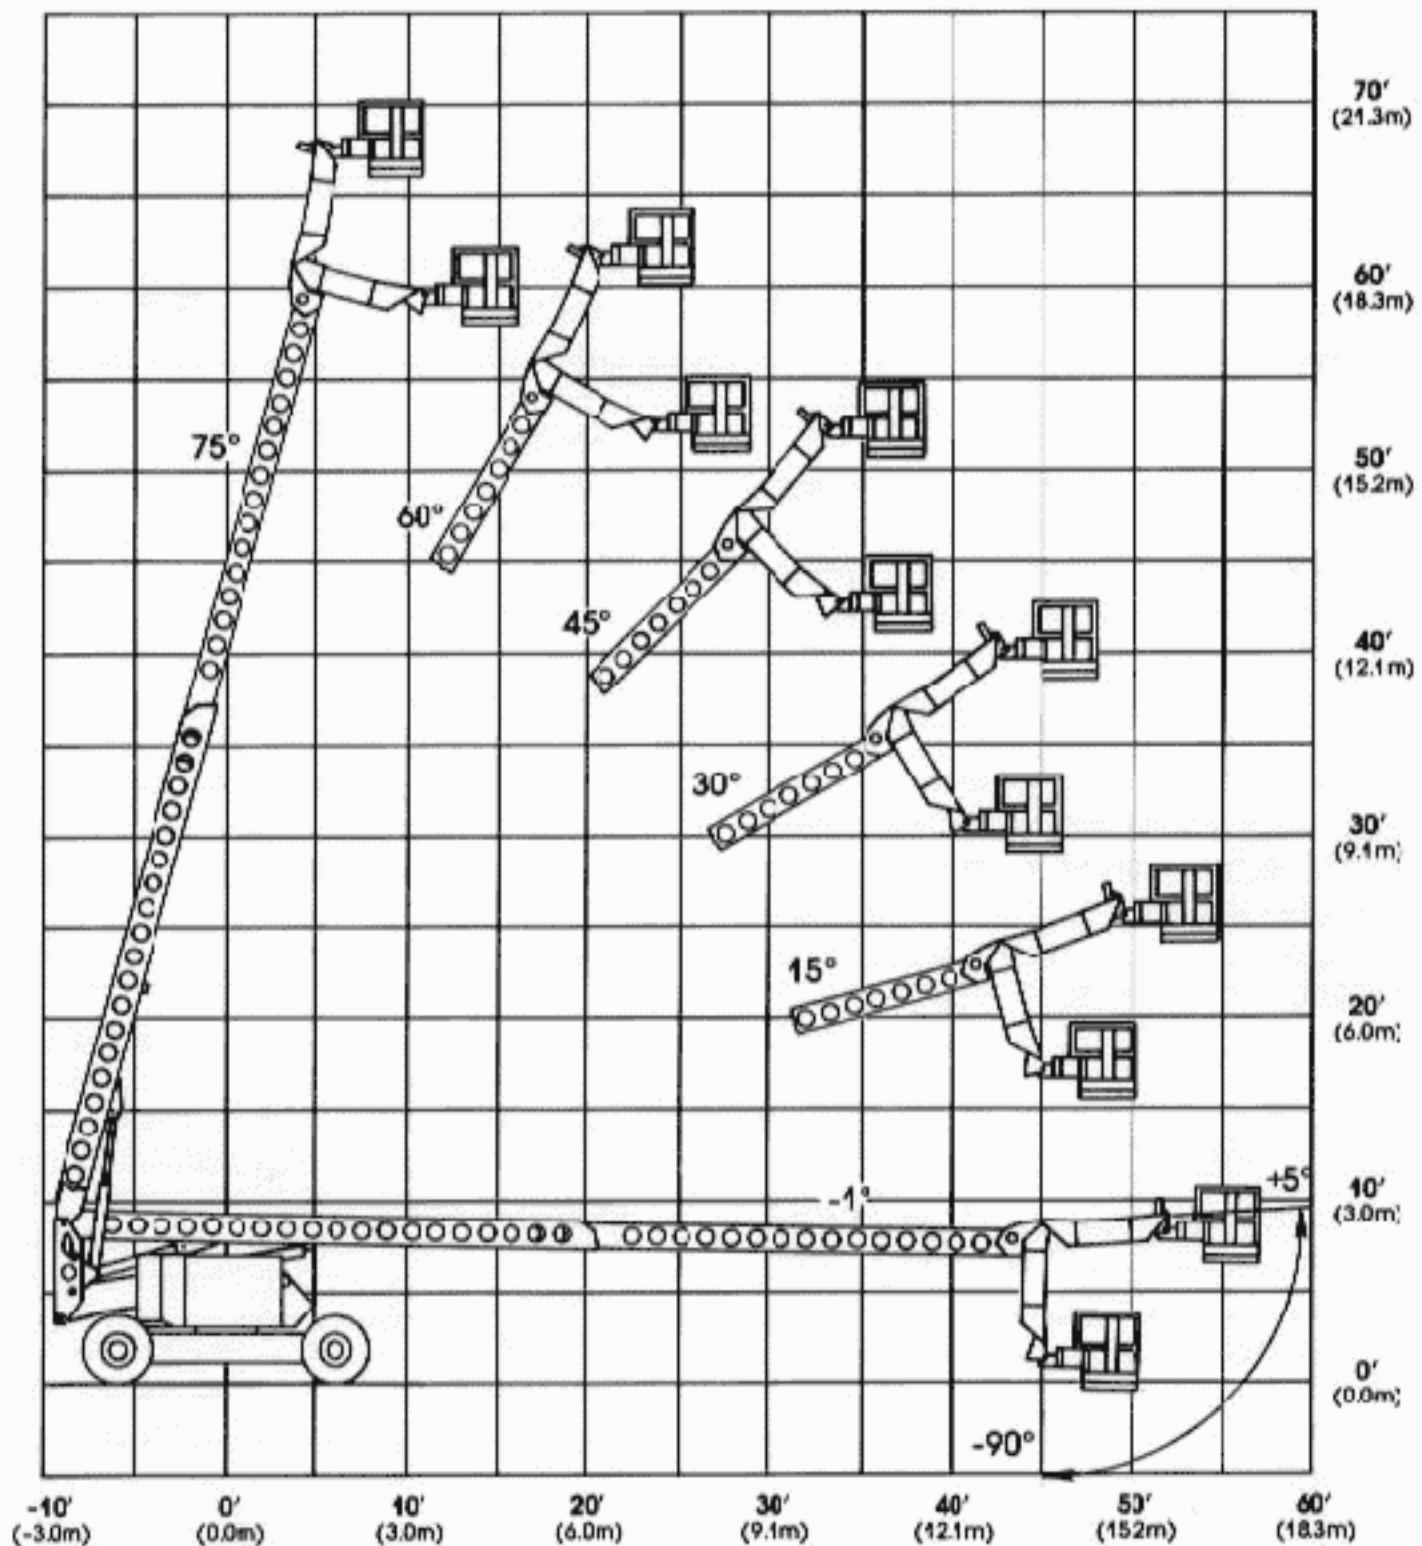 70'
(21.3m)
60'
(18.3m)
75°
50'
(15.2m)
60°
45°
40'
(12.1m)
30°
30'
(9.1m)
15°
20'
(6.0m)
-1°
+5°
10'
(3.0m)
0'
(0.0m)
-90°
-10'
0'
10'
20'
30'
40'
50'
60'
(-3.0m)
(0.0m)
(3.0m)
(6.0m)
(9.1m)
(12.1m)
(152m)
(18.3m)